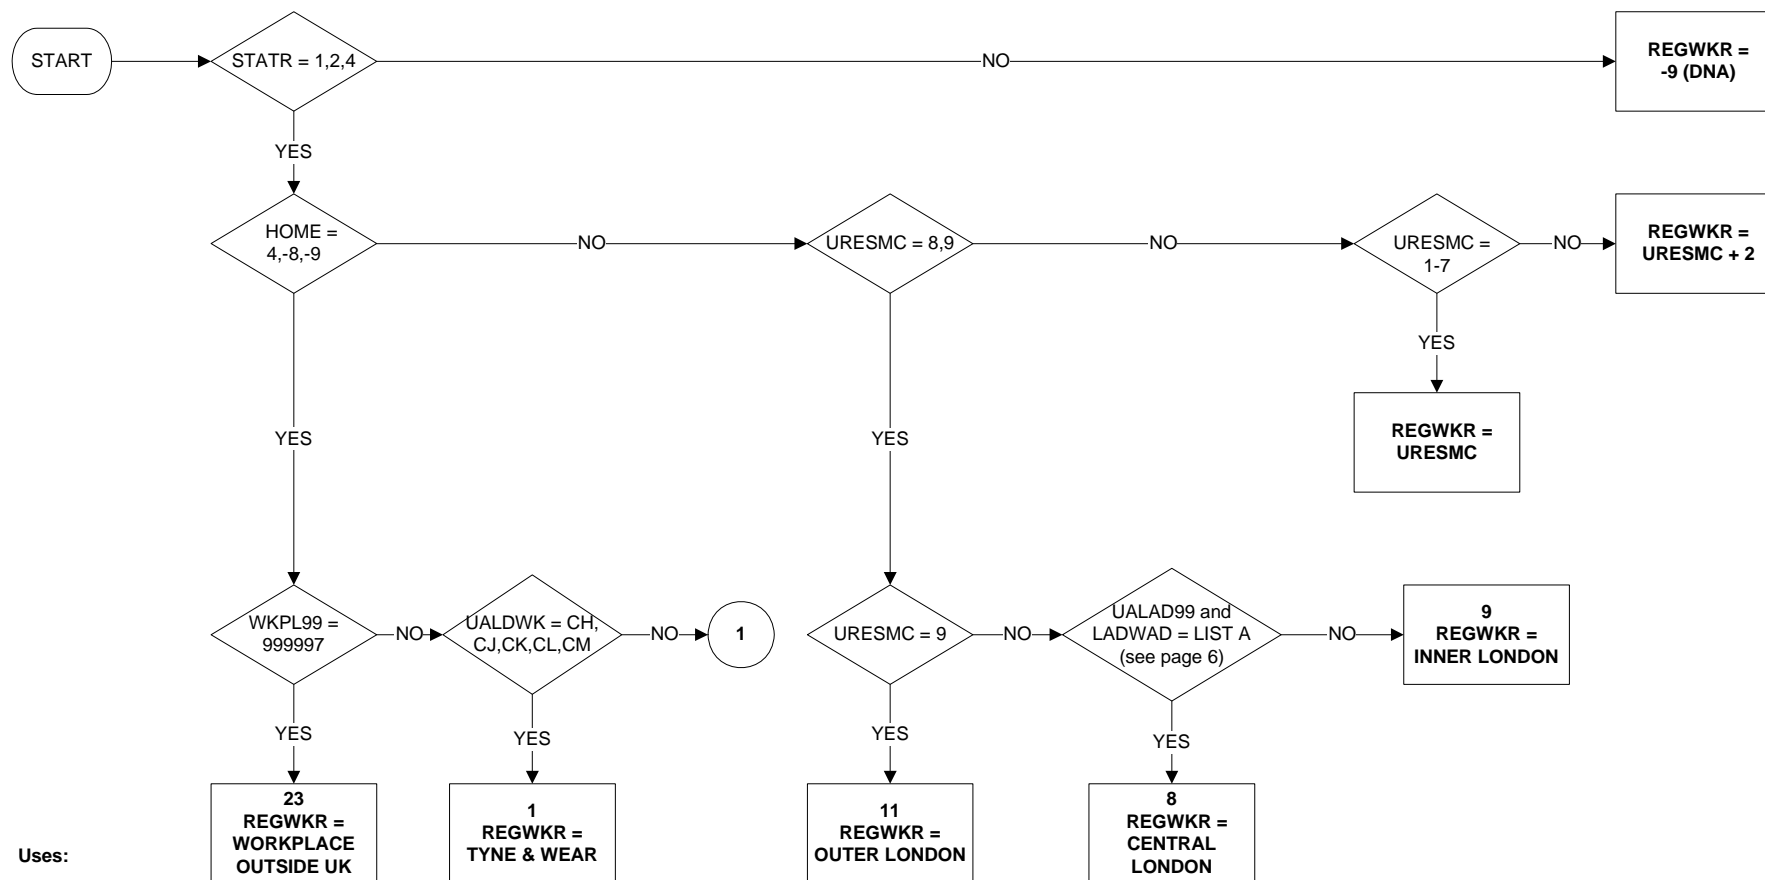 START
STATR = 1,2,4
NO
REGWKR =
-9 (DNA)
YES
HOME =
4,-8,-9
NO
URESMC = 8,9
NO
URESMC =
1-7
NO
REGWKR =
URESMC + 2
YES
REGWKR =
URESMC
YES
YES
WKPL99 =
999997
NO
UALDWK = CH,
CJ,CK,CL,CM
NO
1
URESMC = 9
NO
UALAD99 and
LADWAD = LIST A
(see page 6)
NO
9
REGWKR =
INNER LONDON
YES
YES
YES
YES
23
REGWKR =
WORKPLACE
OUTSIDE UK
1
REGWKR =
TYNE & WEAR
11
REGWKR =
OUTER LONDON
8
REGWKR =
CENTRAL
LONDON
Uses: